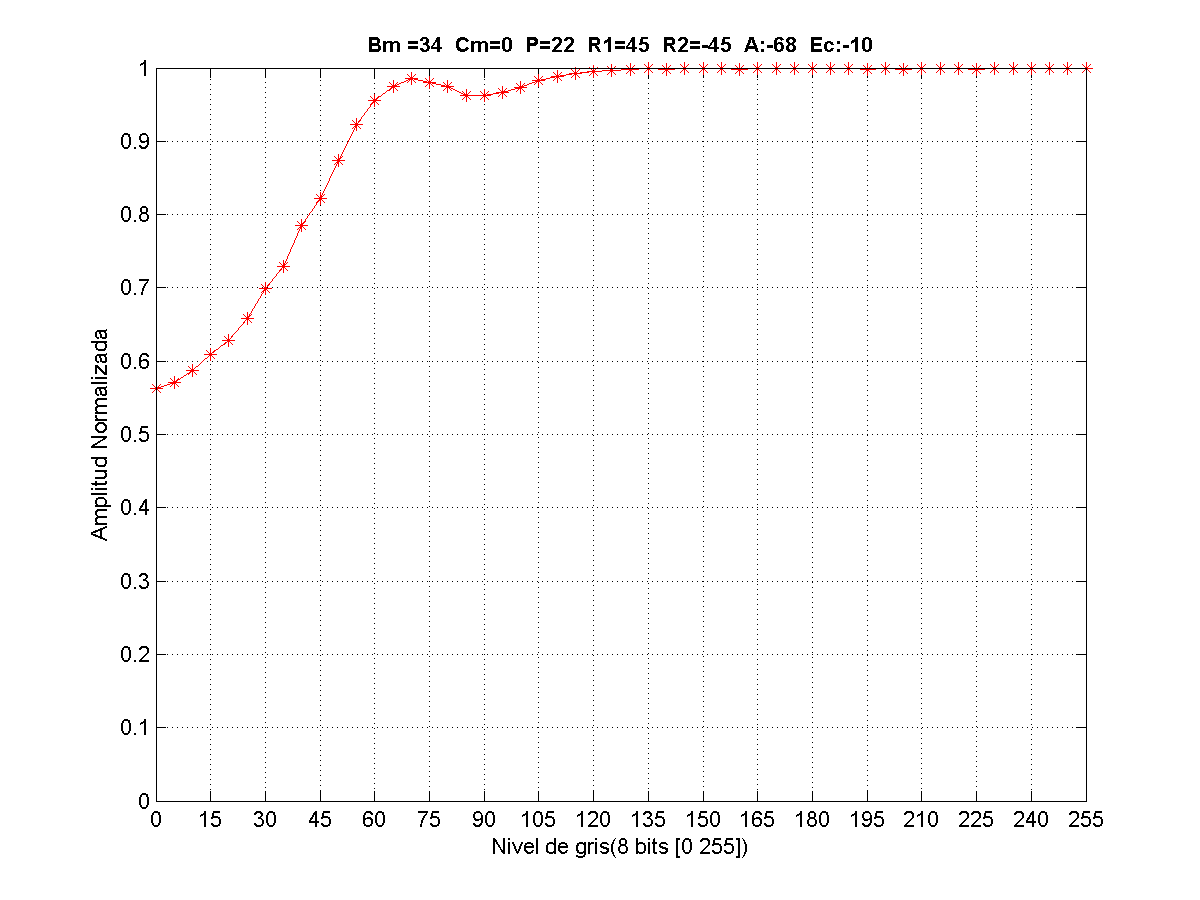 Bm =34 Cm=0 P=22 R1=45 R2=-45 A:-68 Ec:-10
1
0.9
0.8
0.7
0.6
0.5
0.4
0.3
0.2
0.1
0
Amplitud Normalizada
0 15 30 45 60 75 90 105 120 135 150 165 180 195 210 225 240 255
Nivel de gris(8 bits [0 255])